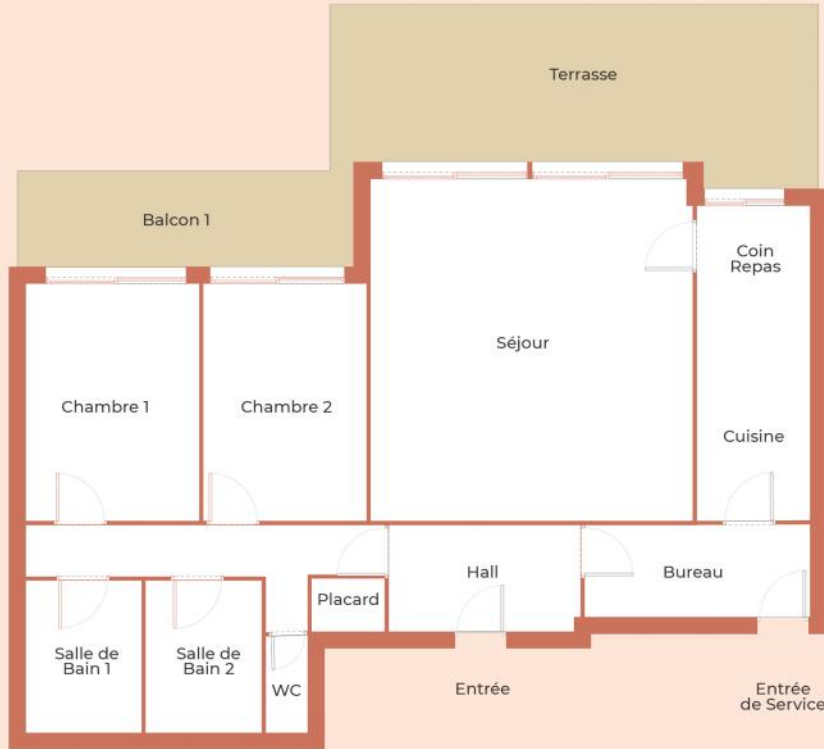 Terrasse
Balcon 1
Coin
Repas
Séjour
Chambre 1
Chambre 2
Cuisine
Hall
Bureau
Placard
Salle de
Bain 1
Salle de
Bain 2
WC
Entrée
Entrée
de Service